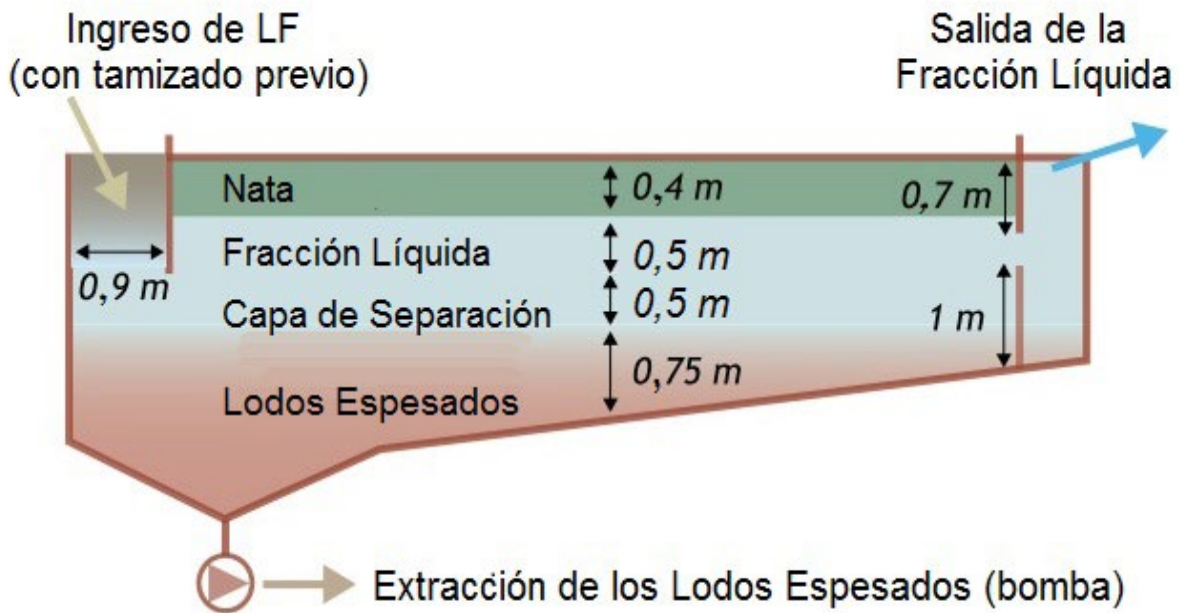 Ingreso de LF
(con tamizado previo)
Salida de la
Fracción Líquida
Nata
0,4 m
0,7 m
Fracción Líquida
0,5 m
0,9 m
Capa de Separación
0,5 m
1 m
0,75 m
Lodos Espesados
Extracción de los Lodos Espesados (bomba)